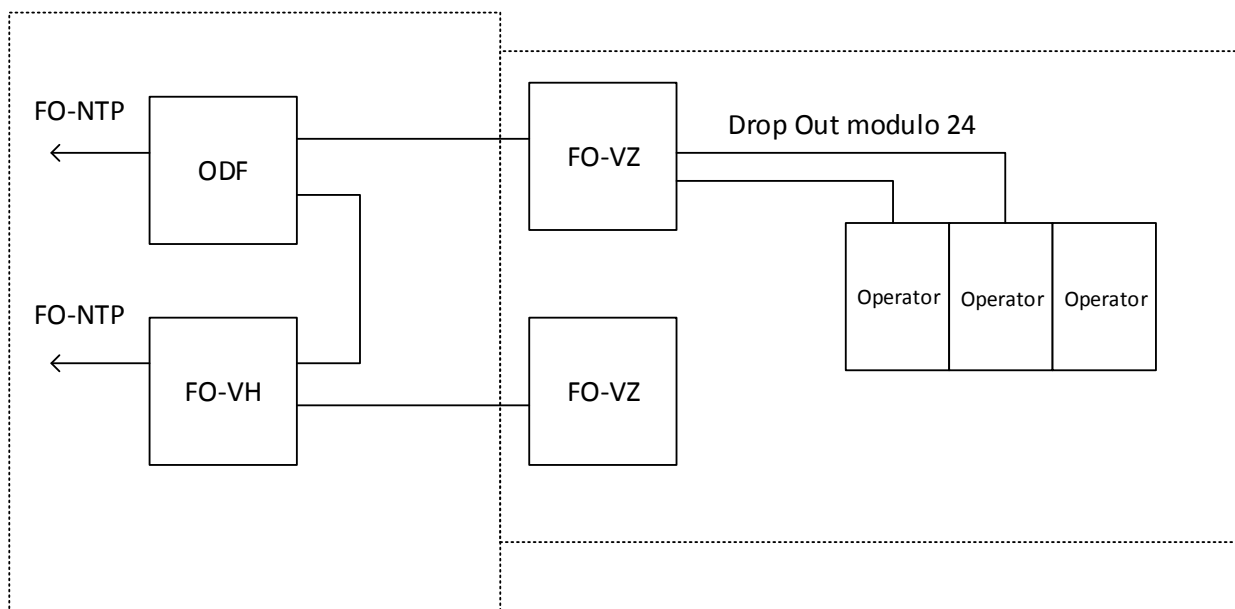 FO-NTP
ODF
FO-VZ
Drop Out modulo 24
Operator Operator Operator
FO-NTP
FO-VH
FO-VZ